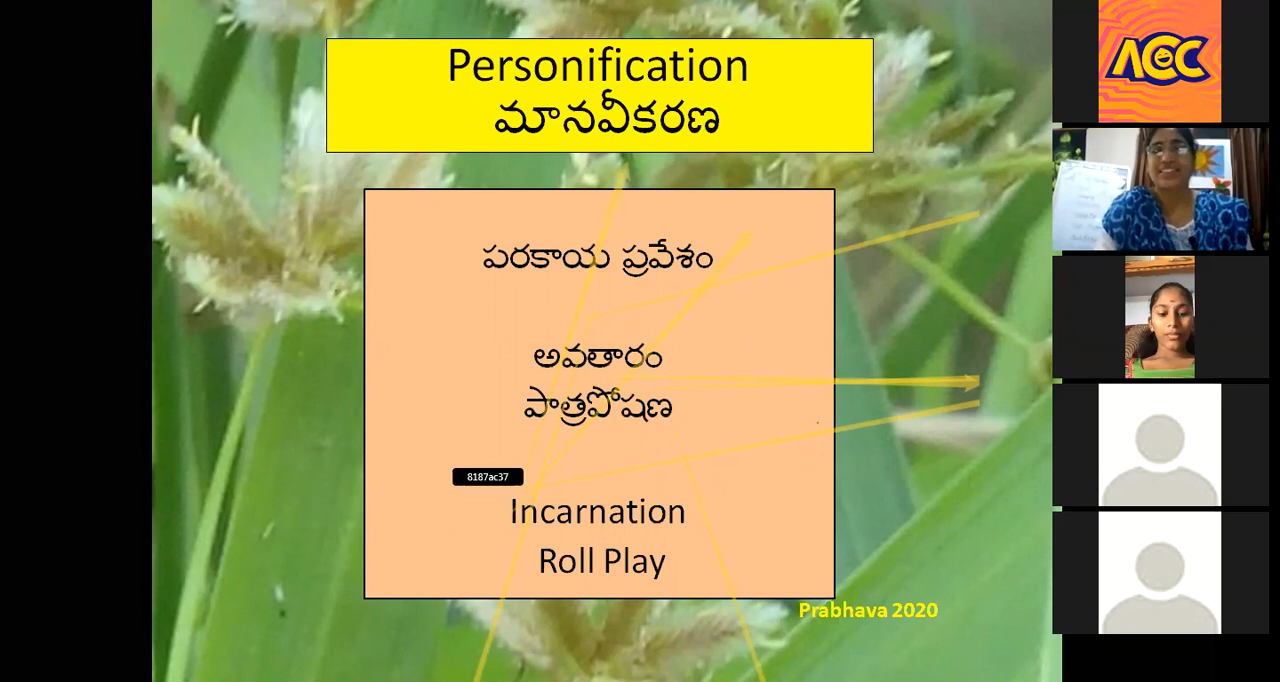 Personification
మానవీకరణ
పరకాయ ప్రవేశం
అవతారం
పాత్రపోషణ
8187ac37
Incarnation
Roll Play
Prabhava 2020
ACC